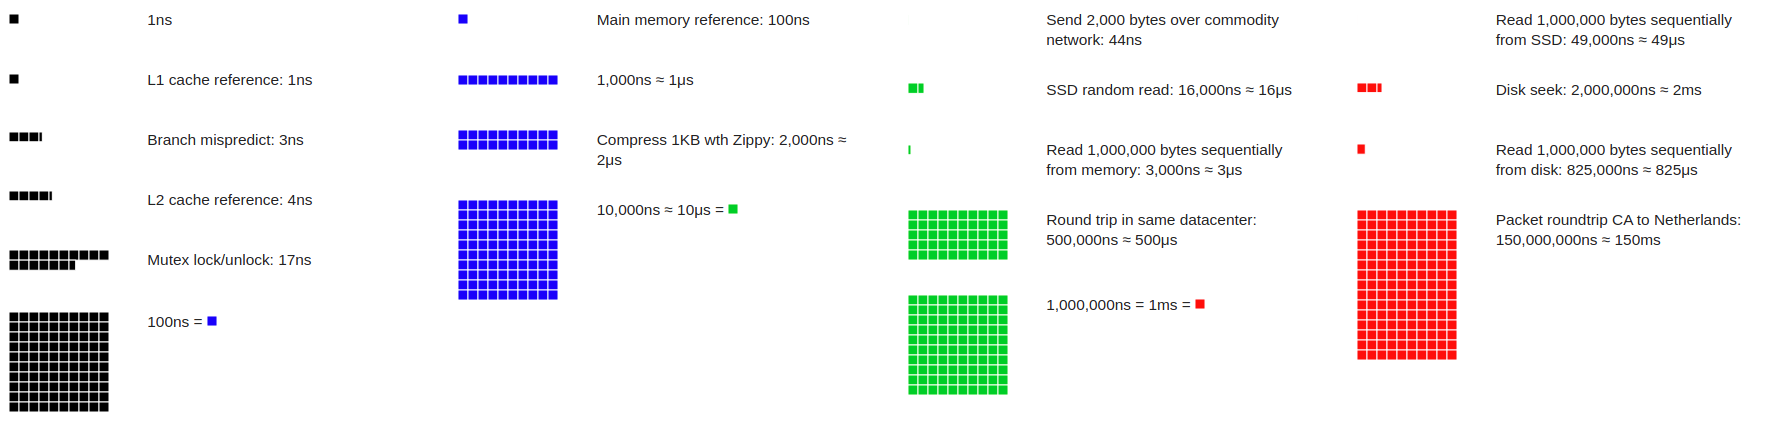 1ns
L1 cache reference: 1ns
Branch mispredict: 3ns
L2 cache reference: 4ns
Mutex lock/unlock: 17ns
100ns =
Main memory reference: 100ns
1,000ns ≈ 1μs
Compress 1KB wth Zippy: 2,000ns ≈
2μs
10,000ns ≈ 10μs =
Send 2,000 bytes over commodity
network: 44ns
SSD random read: 16,000ns ≈ 16μs
Read 1,000,000 bytes sequentially
from memory: 3,000ns ≈ 3μs
Round trip in same datacenter:
500,000ns ≈ 500μs
1,000,000ns = 1ms =
Read 1,000,000 bytes sequentially
from SSD: 49,000ns ≈ 49μs
Disk seek: 2,000,000ns ≈ 2ms
Read 1,000,000 bytes sequentially
from disk: 825,000ns ≈ 825μs
Packet roundtrip CA to Netherlands:
150,000,000ns ≈ 150ms